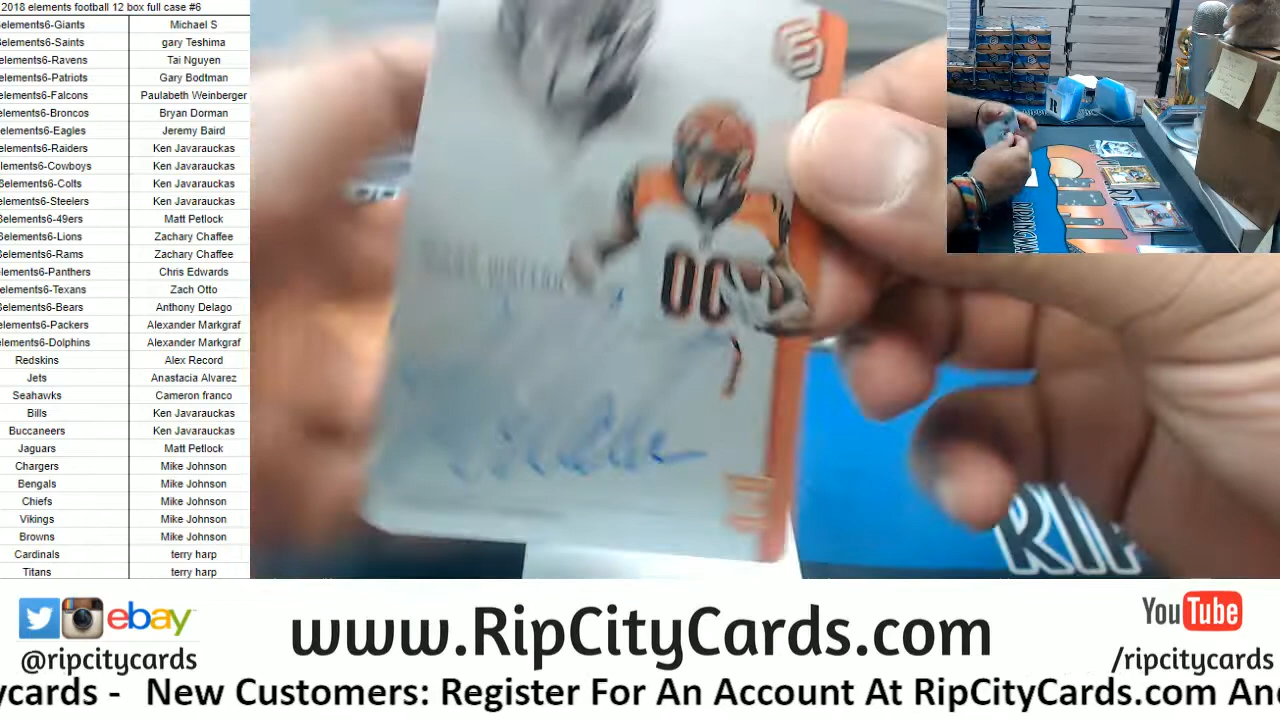 2018 elements football 12 box full case #6
elements6-Giants Michael S
elements6-Saints gary Teshima
elements6-Ravens Tai Nguyen
elements6-Patriots Gary Bodtman
elements6-Falcons Paulabeth Weinberger
elements6-Broncos Bryan Dorman
elements6-Eagles Jeremy Baird
elements6-Raiders Ken Javarauckas
elements6-Cowboys Ken Javarauckas
elements6-Colts Ken Javarauckas
elements6-Steelers Ken Javarauckas
elements6-49ers Matt Petlock
elements6-Lions Zachary Chaffee
elements6-Rams Zachary Chaffee
elements6-Panthers Chris Edwards
elements6-Texans Zach Otto
elements6-Bears Anthony Delago
elements6-Packers Alexander Markgraf
elements6-Dolphins Alexander Markgraf
Redskins Alex Record
Jets Anastacia Alvarez
Seahawks Cameron franco
Bills Ken Javarauckas
Buccaneers Ken Javarauckas
Jaguars Matt Petlock
Chargers Mike Johnson
Bengals Mike Johnson
Chiefs Mike Johnson
Vikings Mike Johnson
Browns Mike Johnson
Cardinals terry harp
Titans terry harp
00
RIP
ebay
@ripcitycards
www.RipCityCards.com
YouTube
/ripcitycards
ycards - New Customers: Register For An Account At RipCityCards.com And